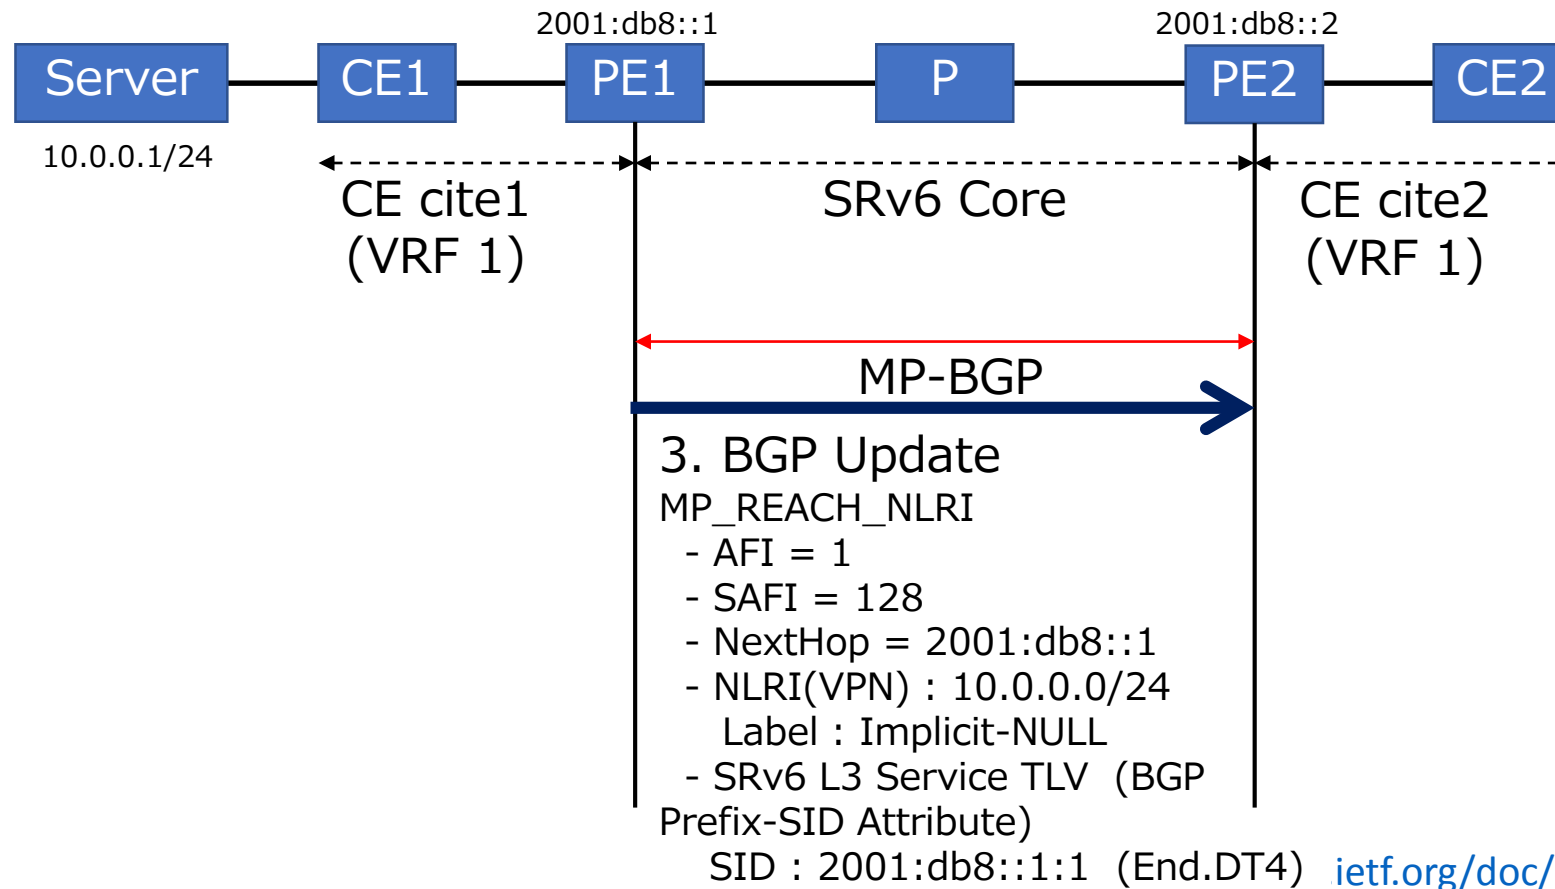 2001:db8::1
2001:db8::2
Server
CE1
PE1
P
PE2
CE2
10.0.0.1/24
CE cite1
(VRF 1)
SRv6 Core
CE cite2
(VRF 1)
MP-BGP
3. BGP Update
MP_REACH_NLRI
- AFI = 1
- SAFI = 128
- NextHop = 2001:db8::1
- NLRI(VPN) : 10.0.0.0/24
Label : Implicit-NULL
- SRv6 L3 Service TLV (BGP
Prefix-SID Attribute)
SID : 2001:db8::1:1 (End.DT4)
.ietf.org/doc/